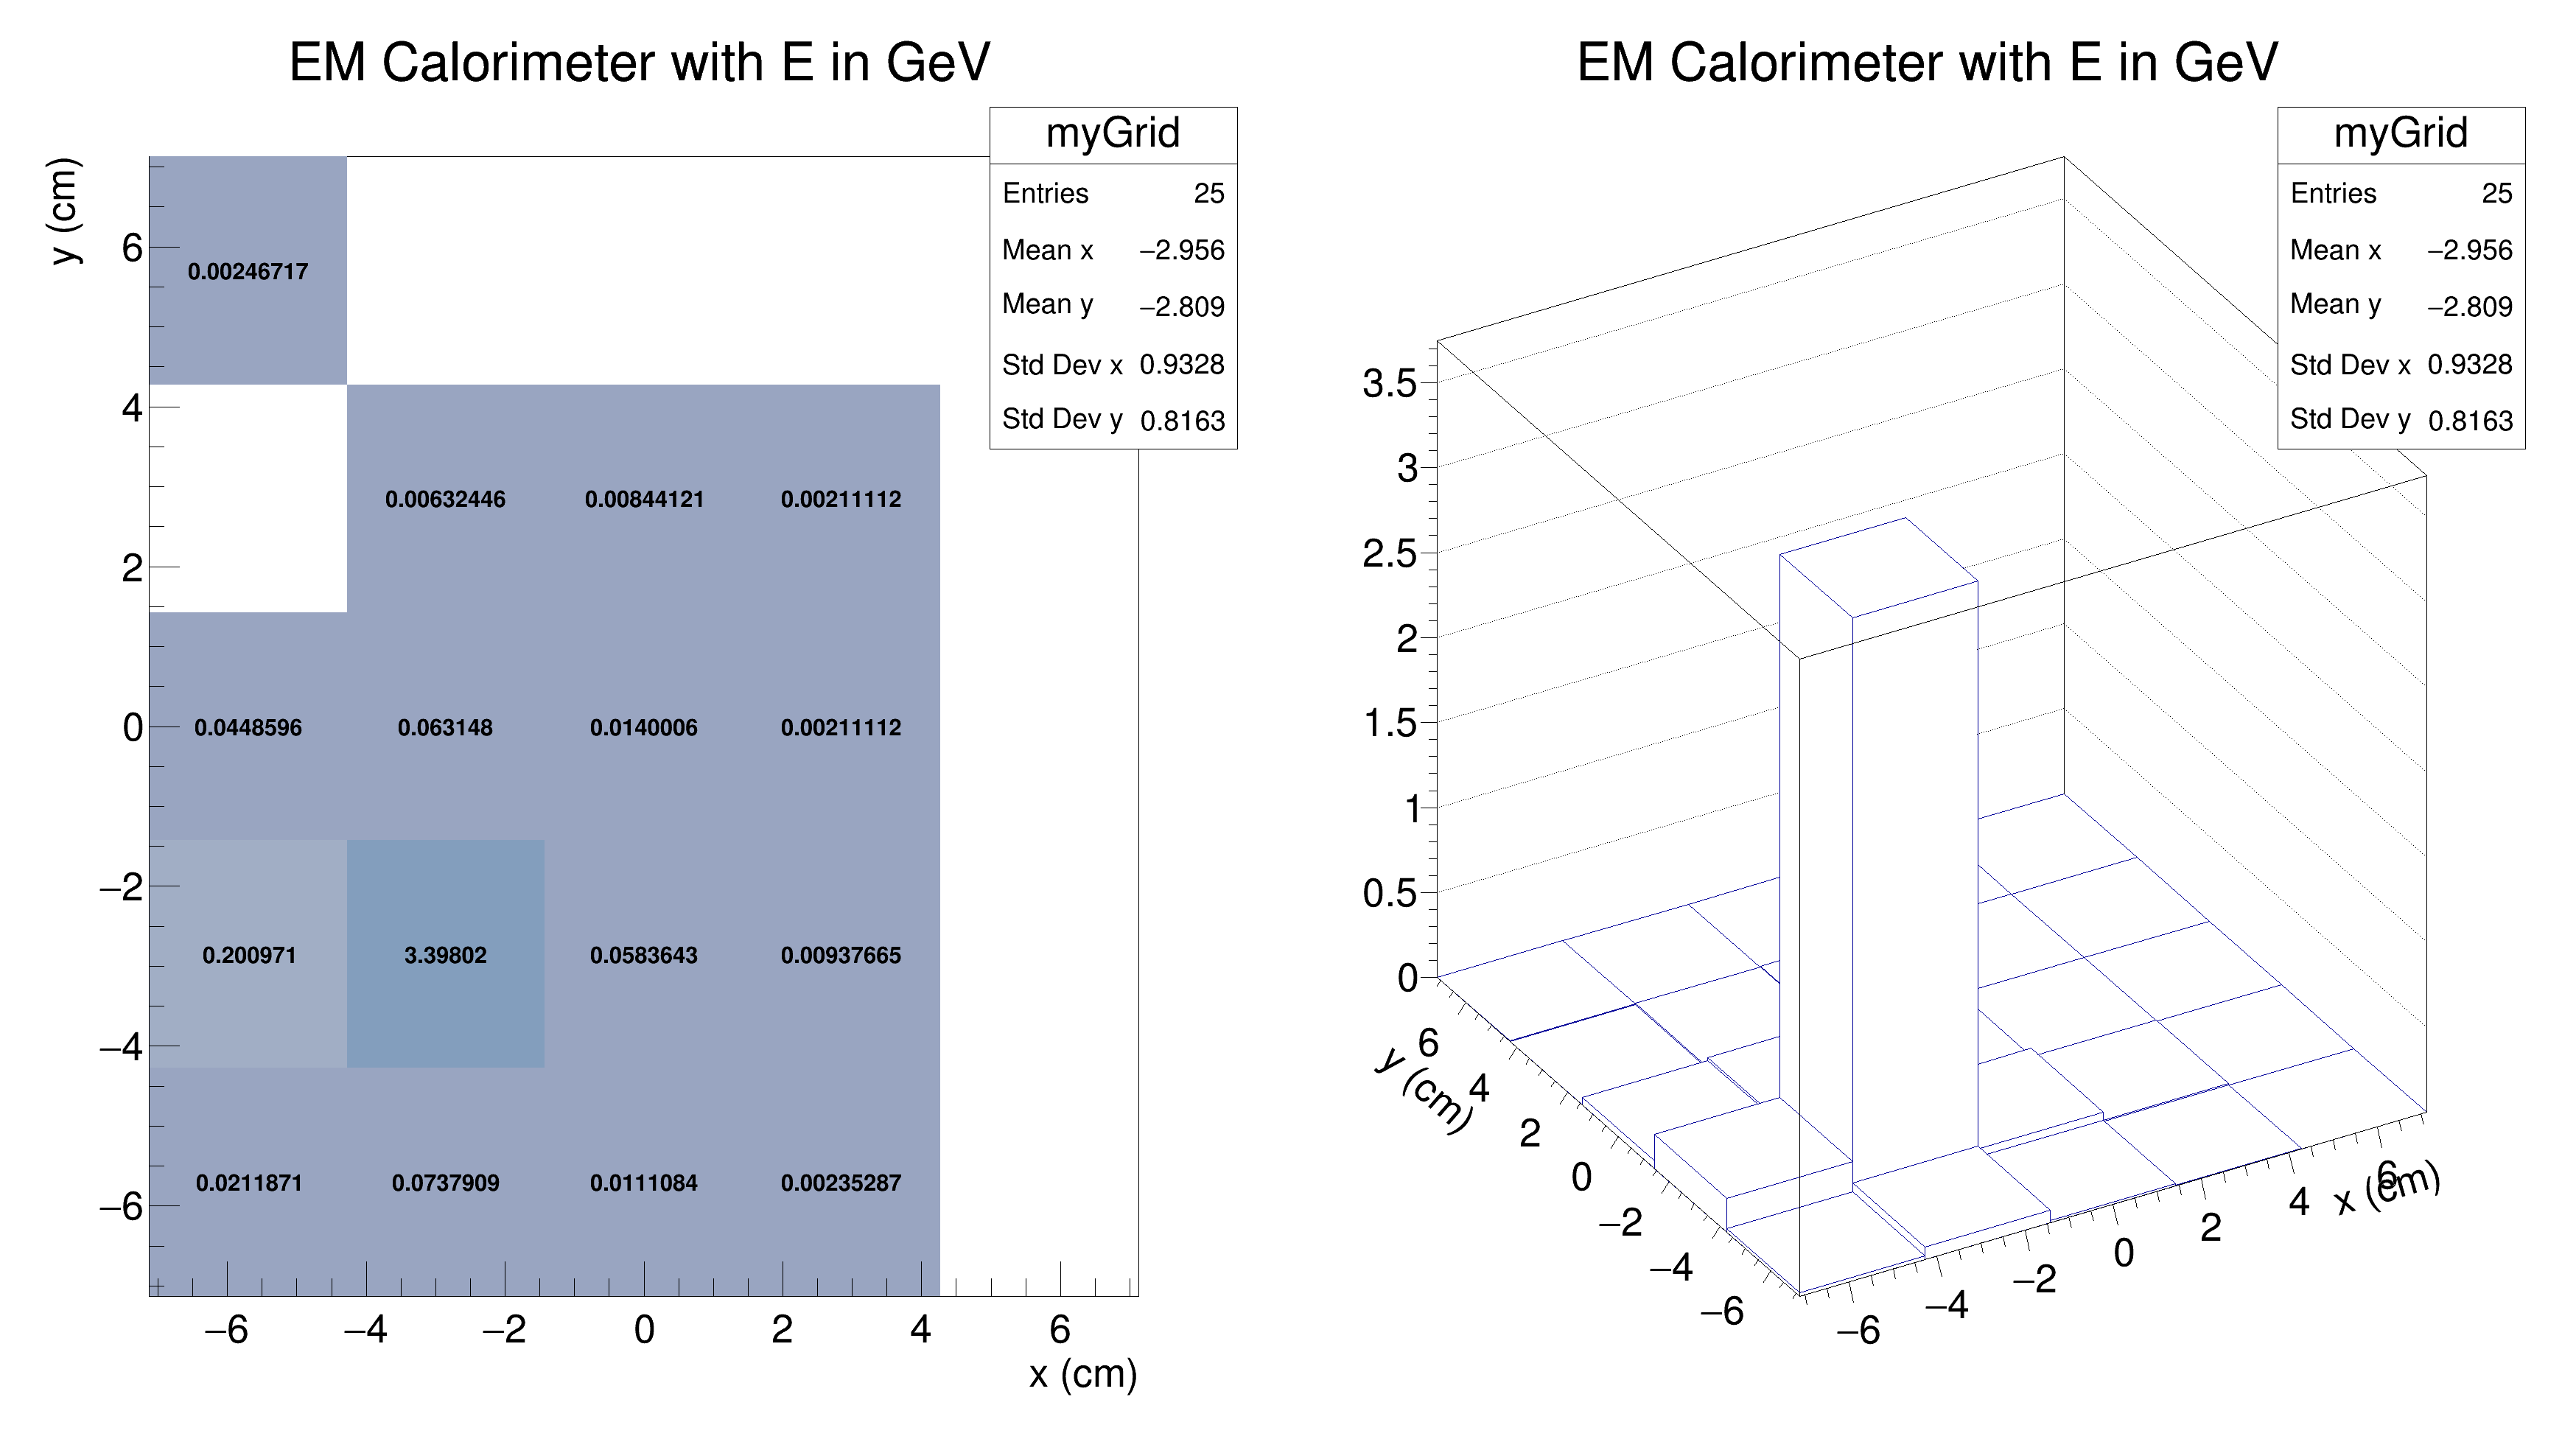 EM Calorimeter with E in GeV
myGrid
Entries 25
Mean x −2.956
Mean y −2.809
Std Dev x 0.9328
Std Dev y 0.8163
y (cm)
6
4
2
0
−2
−4
−6
0.00246717
0.00632446 0.00844121 0.00211112
0.0448596 0.063148 0.0140006 0.00211112
0.200971 3.39802 0.0583643 0.00937665
0.0211871 0.0737909 0.0111084 0.00235287
−6 −4 −2 0 2 4 6
x (cm)
EM Calorimeter with E in GeV
myGrid
Entries 25
Mean x −2.956
Mean y −2.809
Std Dev x 0.9328
Std Dev y 0.8163
3.5
3
2.5
2
1.5
1
0.5
0
6
4
2
0
−2
−4
−6
y (cm)
−6 −4 −2 0 2 4 6
x (cm)